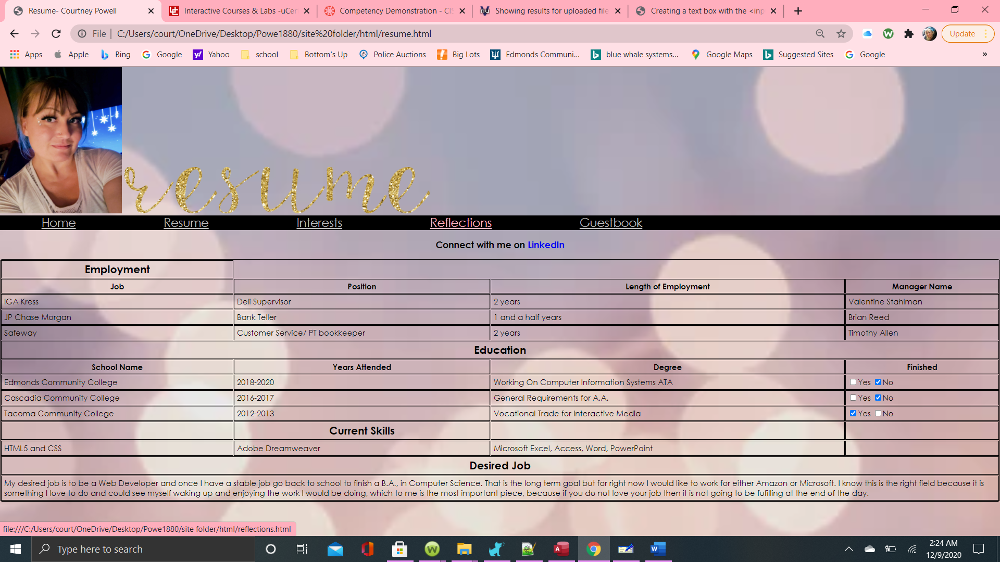 Resume- Courtney Powell
Interactive Courses & Labs -uCer
Competency Demonstration - CIS
Showing results for uploaded file
Creating a text box with the <inp
File
C:/Users/court/OneDrive/Desktop/Powe1880/site%20folder/html/resume.html
Update
Apps Apple Bing Google Yahoo school Bottom's Up Police Auctions Big Lots Edmonds Communi... blue whale systems... Google Maps Suggested Sites Google »
resume
Home Resume Interests Reflections Guestbook
Connect with me on LinkedIn
Employment
Job Position Length of Employment Manager Name
IGA Kress Deli Supervisor 2 years Valentine Stahlman
JP Chase Morgan Bank Teller 1 and a half years Brian Reed
Safeway Customer Service/ PT bookkeeper 2 years Timothy Allen
Education
School Name Years Attended Degree Finished
Edmonds Community College 2018-2020 Working On Computer Information Systems ATA Yes No
Cascadia Community College 2016-2017 General Requirements for A.A. Yes No
Tacoma Community College 2012-2013 Vocational Trade for Interactive Media Yes No
Current Skills
HTML5 and CSS Adobe Dreamweaver Microsoft Excel, Access, Word, PowerPoint
Desired Job
My desired job is to be a Web Developer and once I have a stable job go back to school to finish a B.A., in Computer Science. That is the long term goal but for right now I would like to work for either Amazon or Microsoft. I know this is the right field because it is
something I love to do and could see myself waking up and enjoying the work I would be doing, which to me is the most important piece, because if you do not love your job then it is not going to be fufilling at the end of the day.
file:///C:/Users/court/OneDrive/Desktop/Powe1880/site folder/html/reflections.html
Type here to search
2:24 AM
12/9/2020